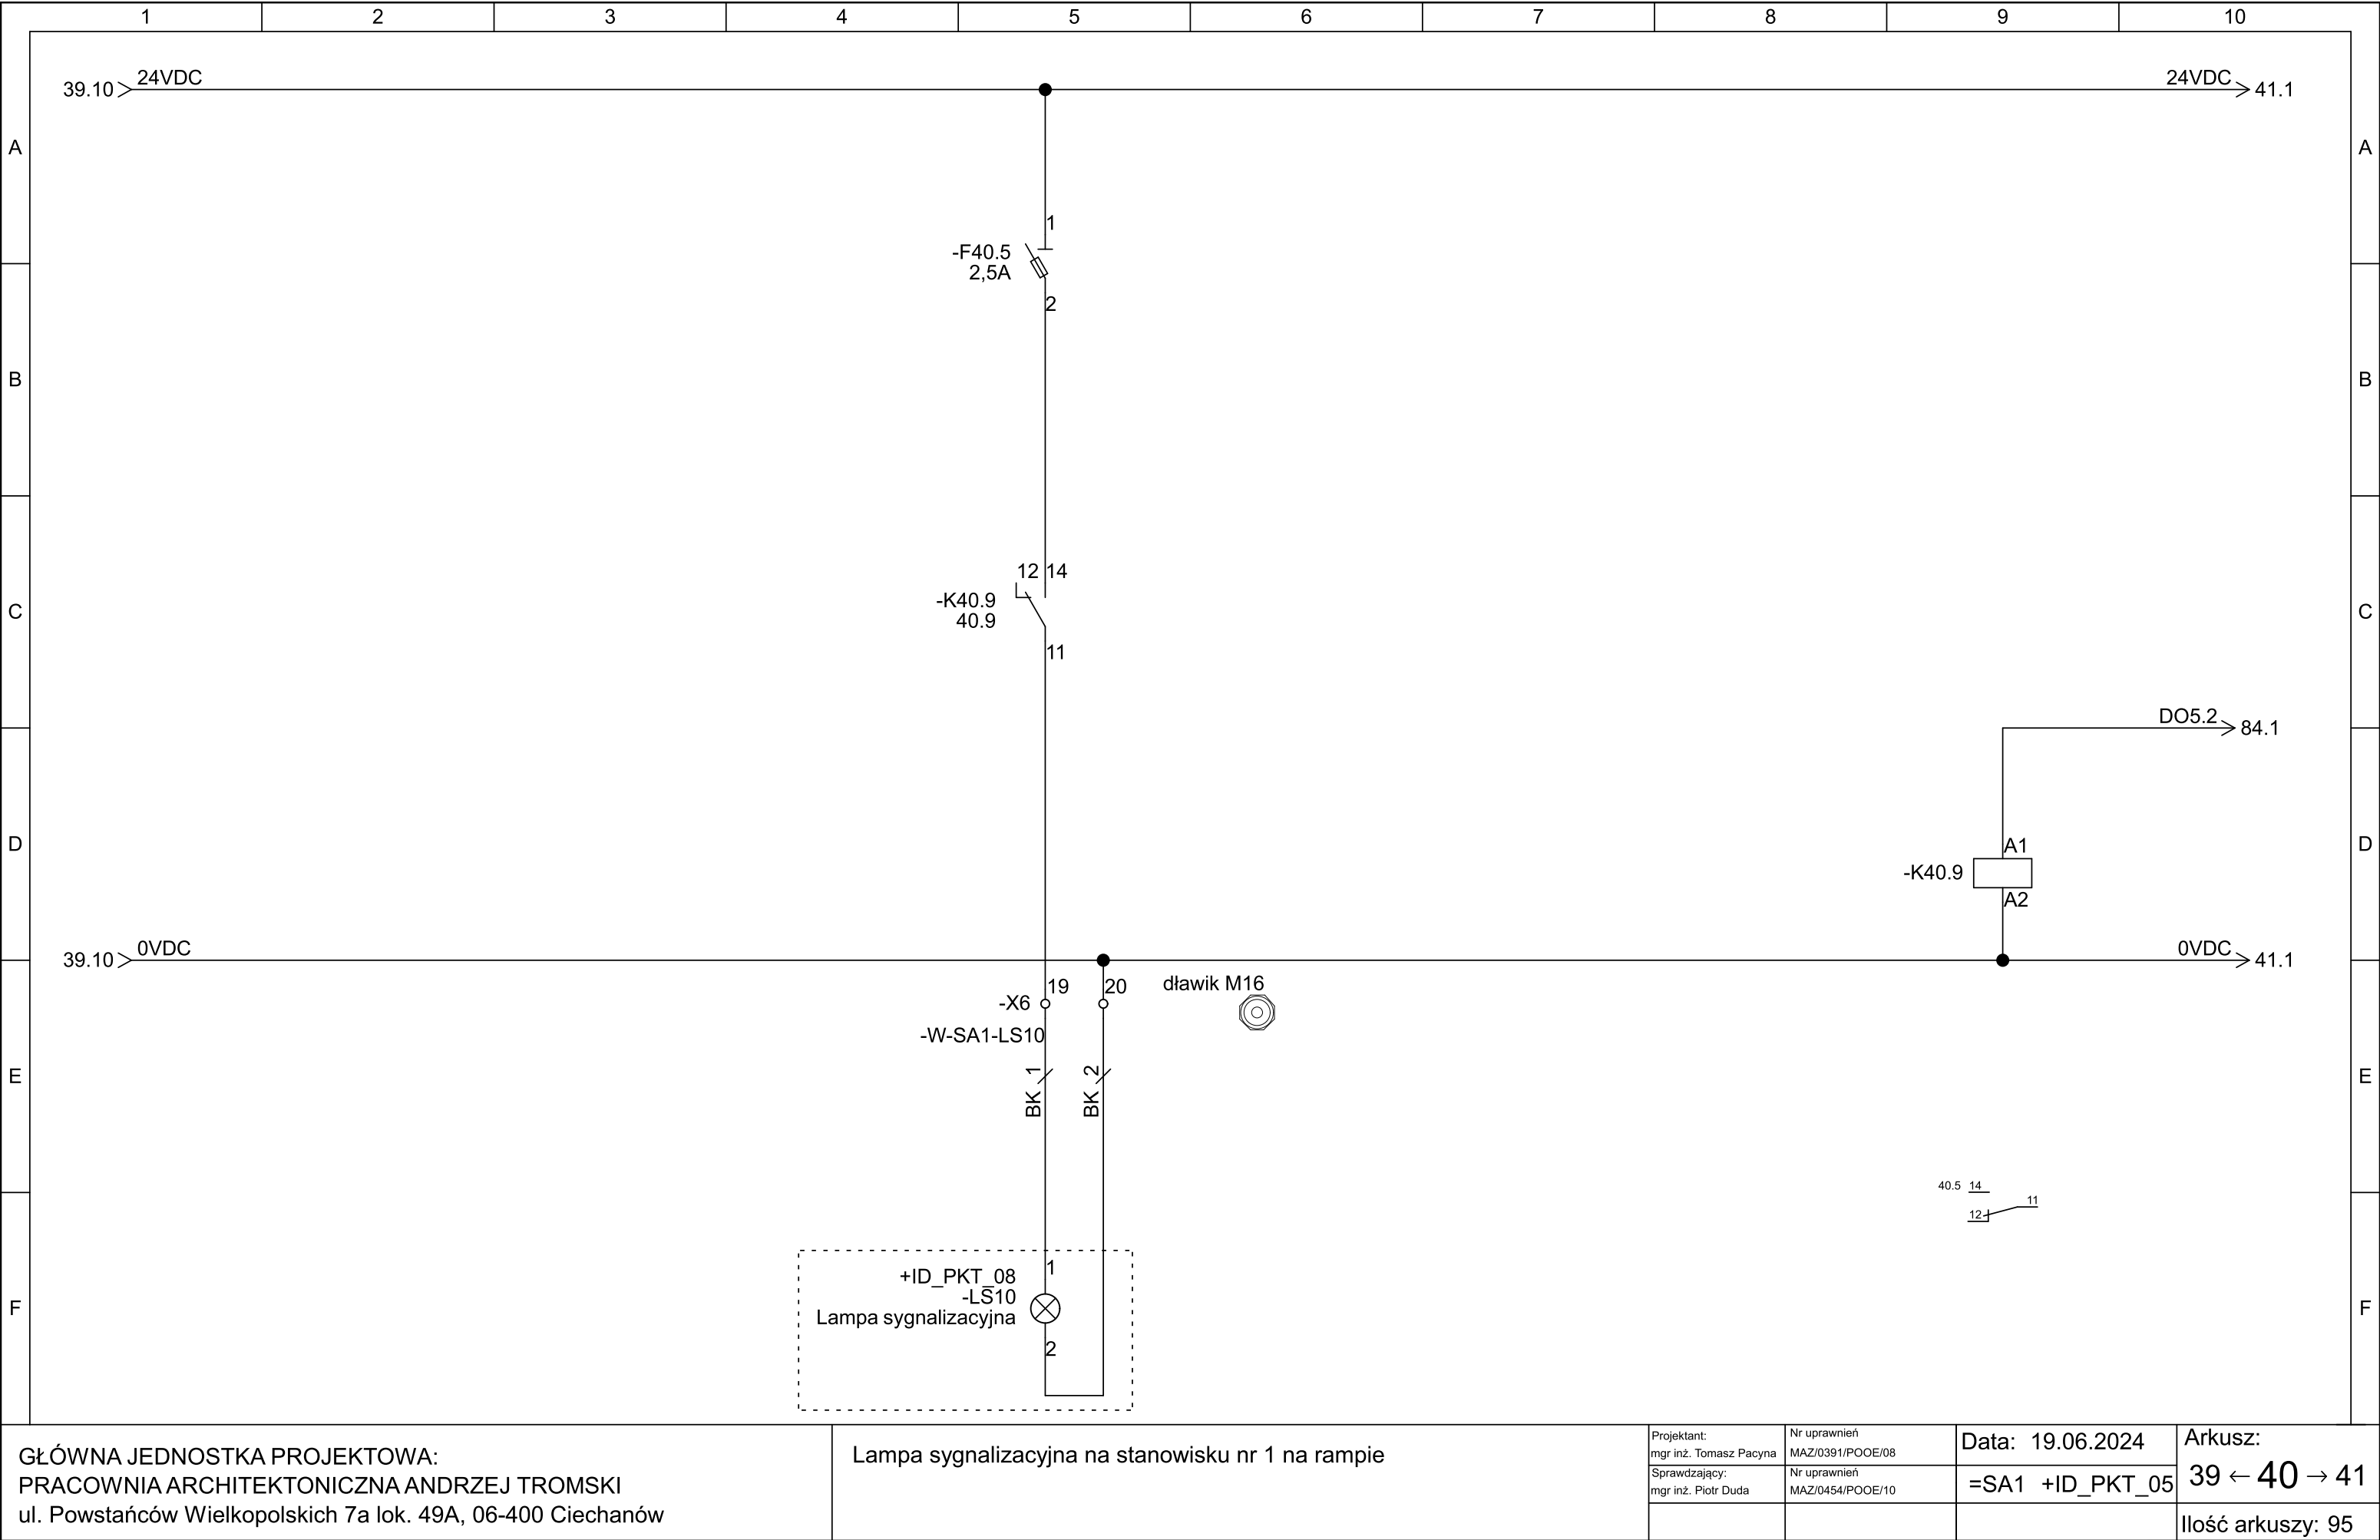 1 2 3 4 5 6 7 8 9 10
39.10 24VDC 24VDC 41.1
A A
1
-F40.5
2,5A
2
B B
12 14
-K40.9
40.9
C C
11
DO5.2 84.1
D D
A1
-K40.9
A2
39.10 0VDC 0VDC 41.1
19 20 dławik M16
-X6
-W-SA1-LS10
E E
BK 1 BK 2
40.5 14
11
12
1
+ID_PKT_08
-LS10
Lampa sygnalizacyjna
F F
2
GŁÓWNA JEDNOSTKA PROJEKTOWA:
PRACOWNIA ARCHITEKTONICZNA ANDRZEJ TROMSKI
ul. Powstańców Wielkopolskich 7a lok. 49A, 06-400 Ciechanów
Lampa sygnalizacyjna na stanowisku nr 1 na rampie
Projektant:
mgr inż. Tomasz Pacyna
Nr uprawnień
MAZ/0391/POOE/08
Sprawdzający:
mgr inż. Piotr Duda
Nr uprawnień
MAZ/0454/POOE/10
Data: 19.06.2024
=SA1 +ID_PKT_05
Arkusz:
39 ← 40 → 41
Ilość arkuszy: 95